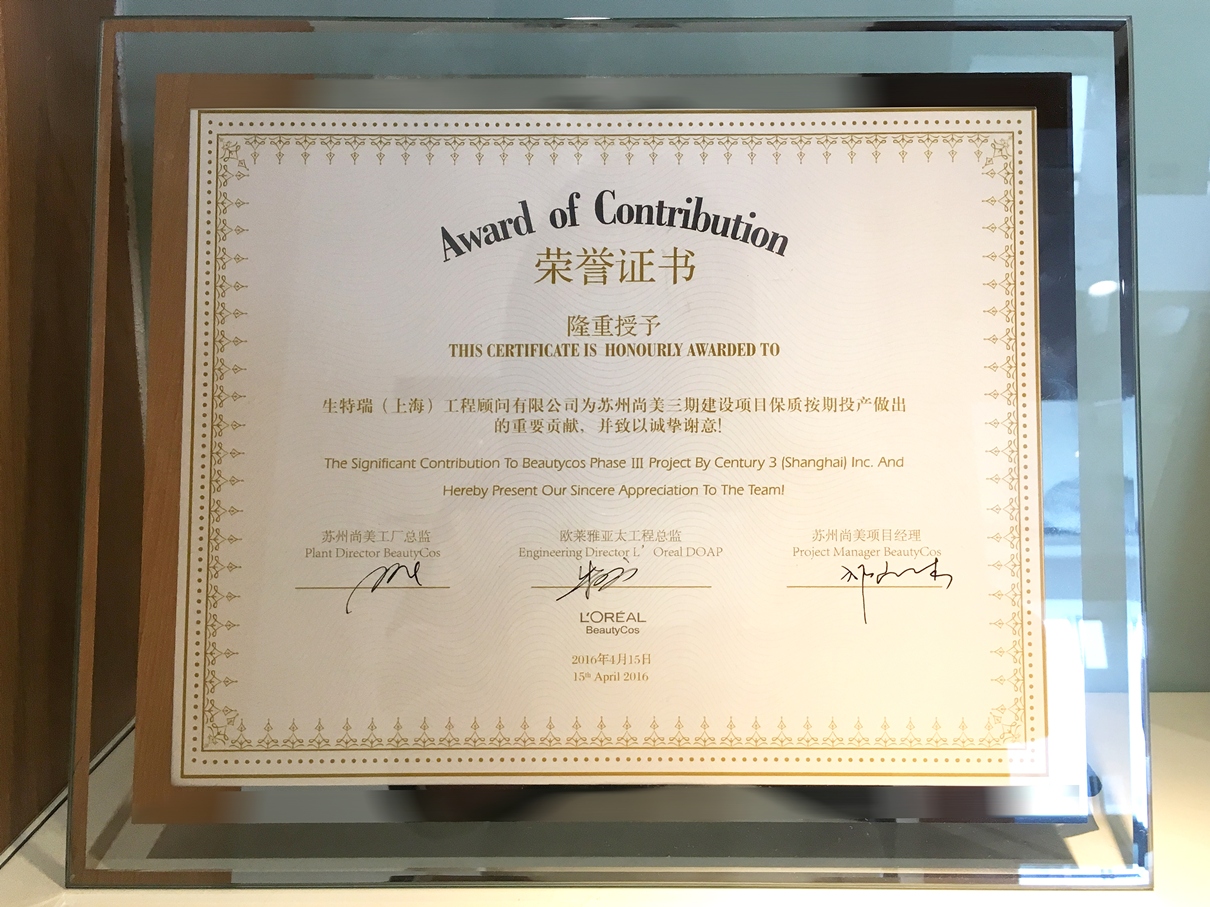 Award of Contribution
荣誉证书
隆重授予
THIS CERTIFICATE IS HONOURLY AWARDED TO
生特瑞（上海）工程顾问有限公司为苏州尚美三期建设项目保质按期投产做出
的重要贡献，并致以诚挚谢意！
The Significant Contribution To Beautycos Phase III Project By Century 3 (Shanghai) Inc. And
Hereby Present Our Sincere Appreciation To The Team!
苏州尚美工厂总监 欧莱雅亚太工程总监 苏州尚美项目经理
Plant Director BeautyCos Engineering Director L' Oreal DOAP Project Manager BeautyCos
L'ORÉAL
BeautyCos
2016年4月15日
15th April 2016